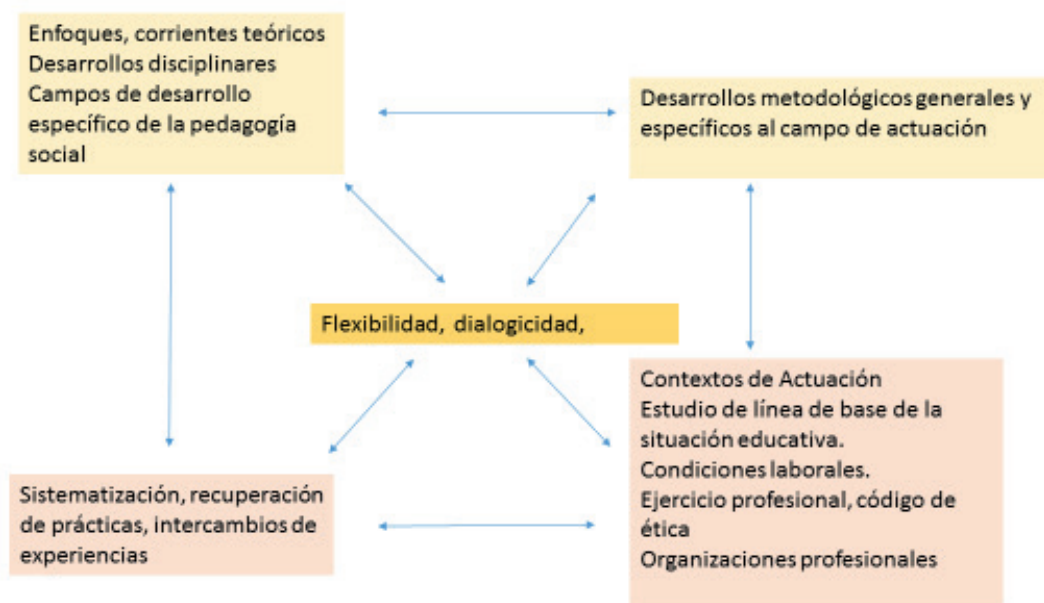 Enfoques, corrientes teóricos
Desarrollos disciplinares
Campos de desarrollo
específico de la pedagogía
social
Desarrollos metodológicos generales y
específicos al campo de actuación
Flexibilidad, dialogicidad,
Sistematización, recuperación
de prácticas, intercambios de
experiencias
Contextos de Actuación
Estudio de línea de base de la
situación educativa.
Condiciones laborales.
Ejercicio profesional, código de
ética
Organizaciones profesionales